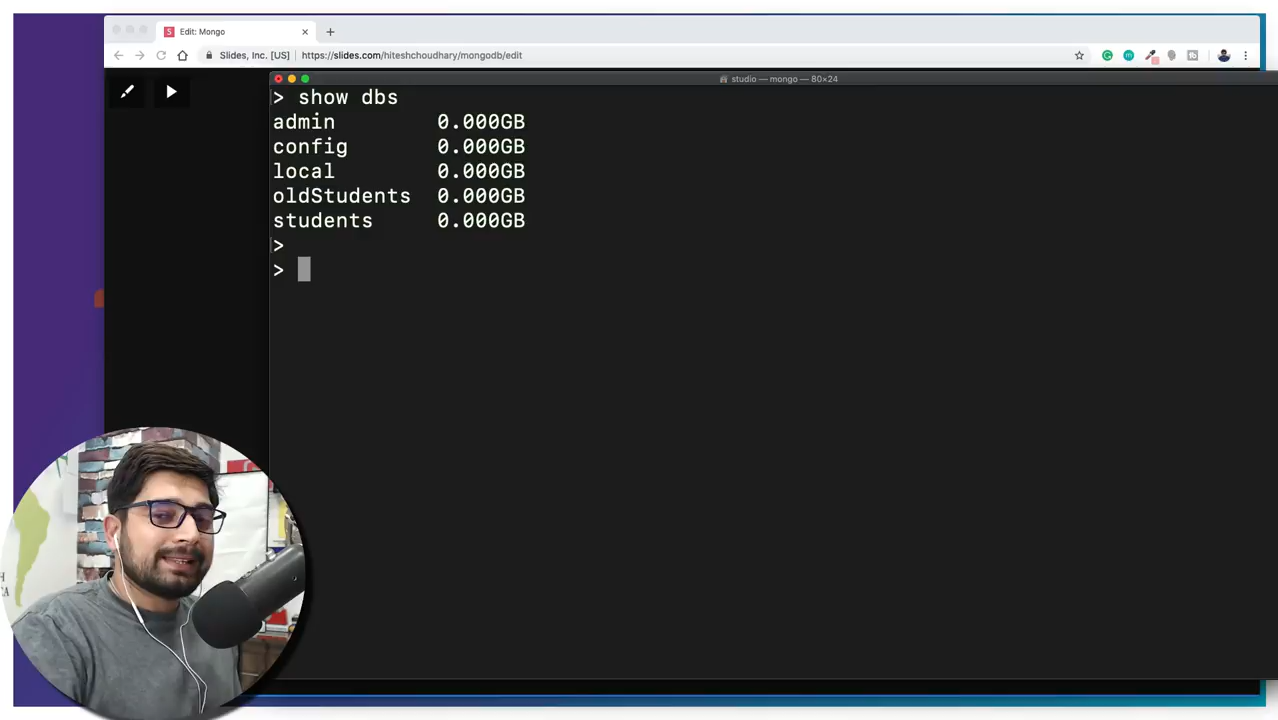 Edit: Mongo
Slides, Inc. [US] https://slides.com/hiteshchoudhary/mongodb/edit
studio — mongo — 80×24
> show dbs
admin 0.000GB
config 0.000GB
local 0.000GB
oldStudents 0.000GB
students 0.000GB
>
>